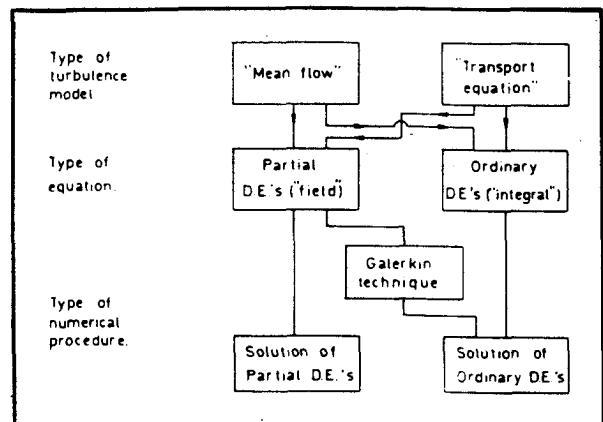 Type of
turbulence
model
"Mean flow"
"Transport
equation"
Type of
equation.
Partial
D.E.'s ("field")
Ordinary
D.E.'s ("integral")
Galerkin
technique
Type of
numerical
procedure.
Solution of
Partial D.E.'s
Solution of
Ordinary D.E.'s